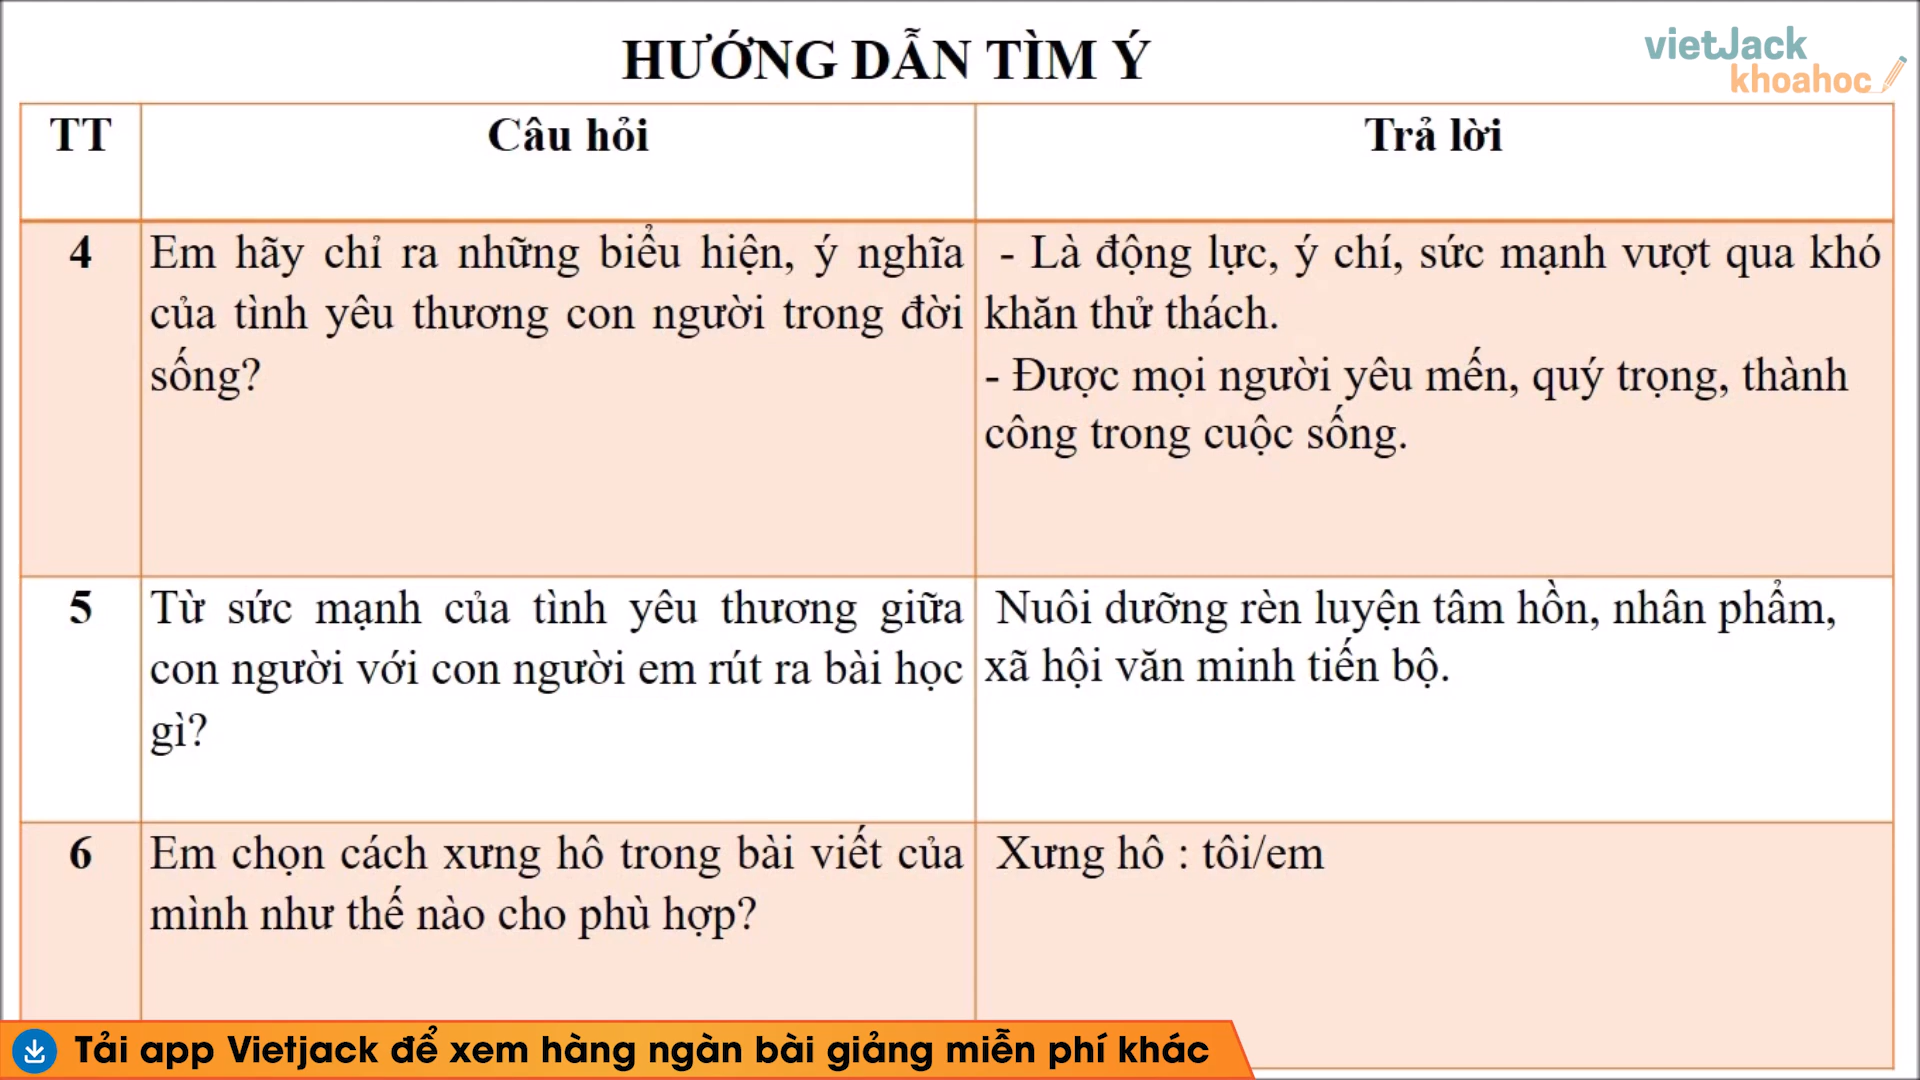 HƯỚNG DẪN TÌM Ý
vietJack
khoahoc
TT
Câu hỏi
Trả lời
4
Em hãy chỉ ra những biểu hiện, ý nghĩa
của tình yêu thương con người trong đời
sống?
- Là động lực, ý chí, sức mạnh vượt qua khó
khăn thử thách.
- Được mọi người yêu mến, quý trọng, thành
công trong cuộc sống.
5
Từ sức mạnh của tình yêu thương giữa
con người với con người em rút ra bài học
gì?
Nuôi dưỡng rèn luyện tâm hồn, nhân phẩm,
xã hội văn minh tiến bộ.
6
Em chọn cách xưng hô trong bài viết của
mình như thế nào cho phù hợp?
Xưng hô : tôi/em
Tải app Vietjack để xem hàng ngàn bài giảng miễn phí khác